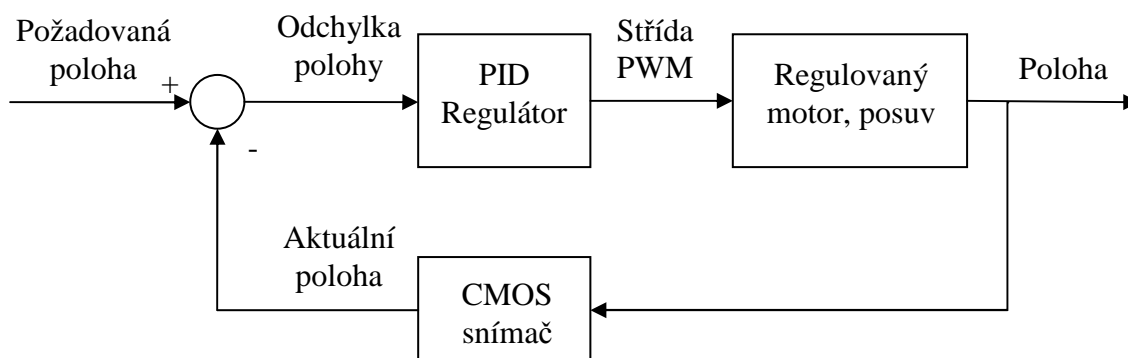 Požadovaná
poloha
+
-
Odchylka
polohy
PID
Regulátor
Střída
PWM
Regulovaný
motor, posuv
Poloha
Aktuální
poloha
CMOS
snímač